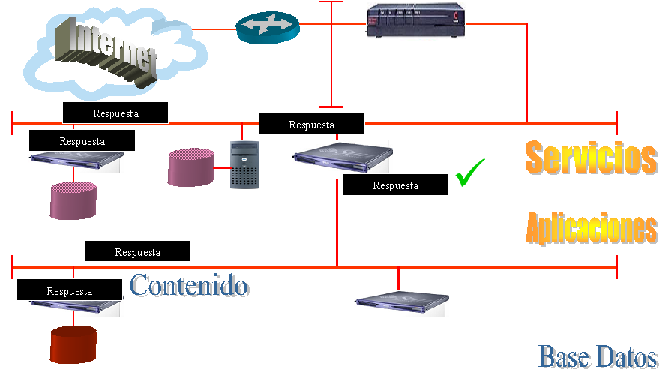 Internet
Respuesta
Respuesta
Respuesta
Servicios
Respuesta
Aplicaciones
Respuesta
Respuesta
Contenido
Base Datos